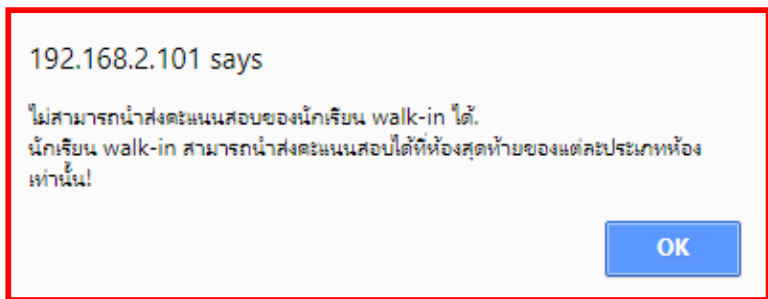 192.168.2.101 says
ไม่สามารถนำส่งคะแนนสอบของนักเรียน walk-in ได้.
นักเรียน walk-in สามารถนำส่งคะแนนสอบได้ที่ห้องสุดท้ายของแต่ละประเภทห้อง
เท่านั้น!
OK